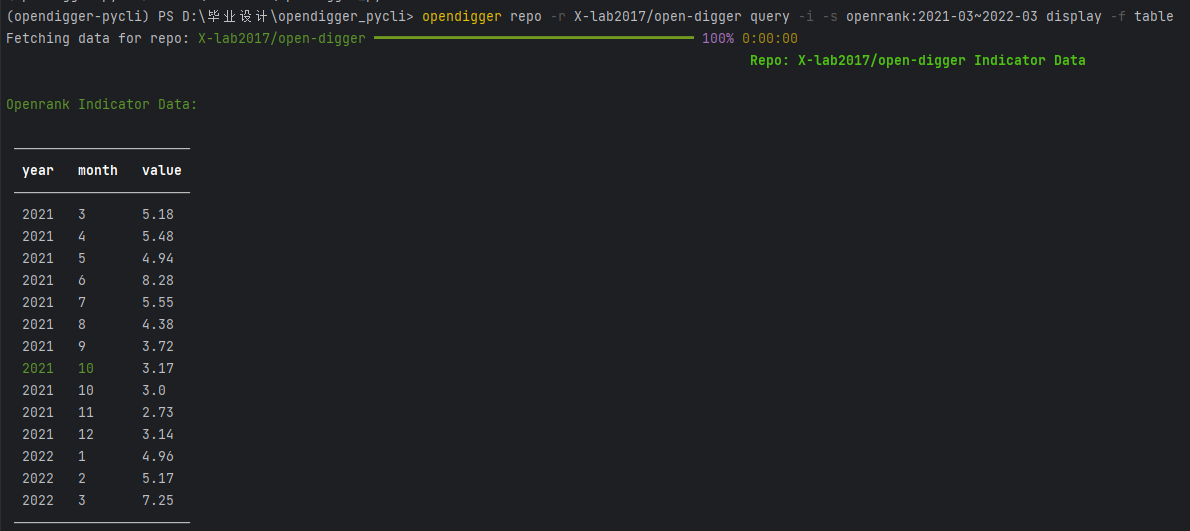 (opendigger-pycli) PS D:\毕业设计\opendigger_pycli> opendigger repo -r X-lab2017/open-digger query -i -s openrank:2021-03~2022-03 display -f table
Fetching data for repo: X-lab2017/open-digger 100% 0:00:00
Repo: X-lab2017/open-digger Indicator Data
Openrank Indicator Data:
year month value
2021 3 5.18
2021 4 5.48
2021 5 4.94
2021 6 8.28
2021 7 5.55
2021 8 4.38
2021 9 3.72
2021 10 3.17
2021 10 3.0
2021 11 2.73
2021 12 3.14
2022 1 4.96
2022 2 5.17
2022 3 7.25